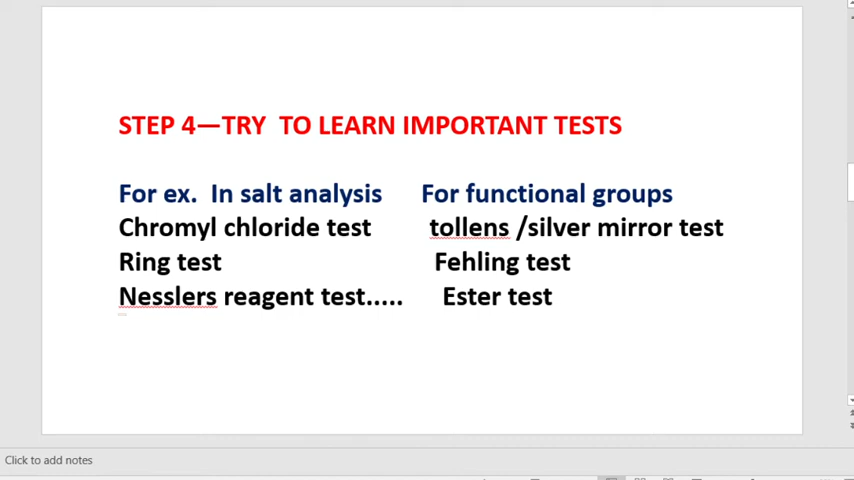 STEP 4—TRY TO LEARN IMPORTANT TESTS
For ex. In salt analysis For functional groups
Chromyl chloride test tollens /silver mirror test
Ring test Fehling test
Nesslers reagent test..... Ester test
Click to add notes